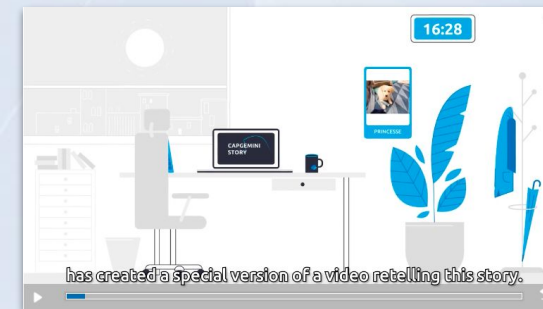 16:28
PRINCESSE
CAPGEMINI
STORY
has created a special version of a video retelling this story.